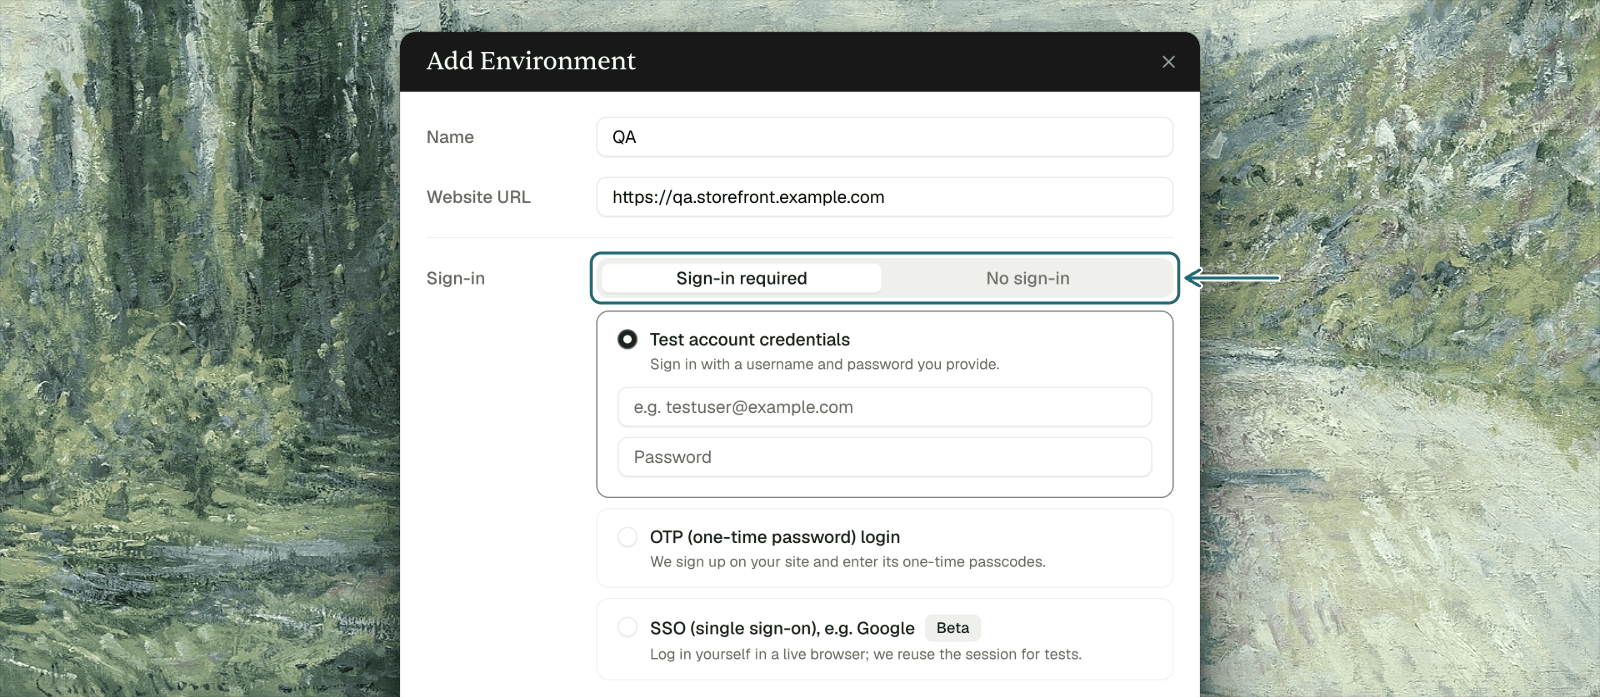 Add Environment
Name
QA
Website URL
https://qa.storefront.example.com
Sign-in
Sign-in required
No sign-in
Test account credentials
Sign in with a username and password you provide.
e.g. testuser@example.com
Password
OTP (one-time password) login
We sign up on your site and enter its one-time passcodes.
SSO (single sign-on), e.g. Google
Beta
Log in yourself in a live browser; we reuse the session for tests.
Claude Monet